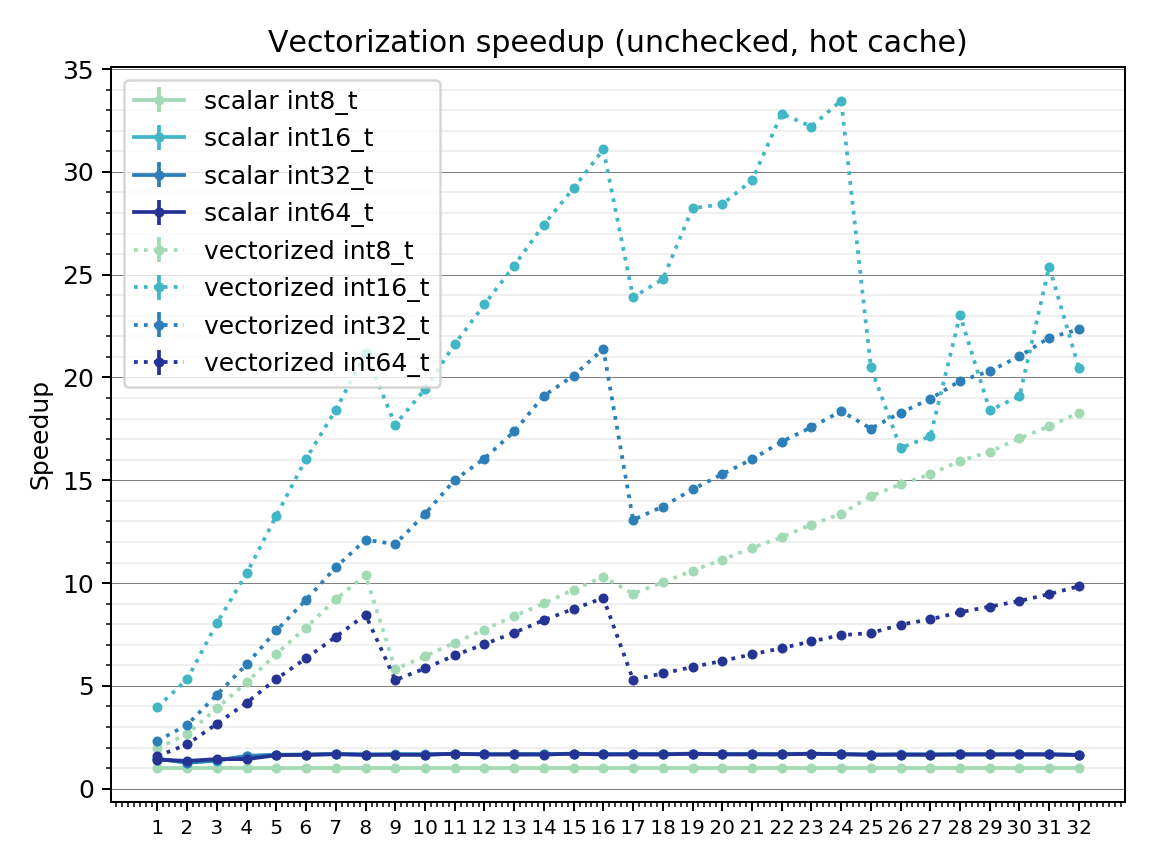 Vectorization speedup (unchecked, hot cache)
35
30
25
20
15
10
5
0
Speedup
scalar int8_t
scalar int16_t
scalar int32_t
scalar int64_t
vectorized int8_t
vectorized int16_t
vectorized int32_t
vectorized int64_t
1 2 3 4 5 6 7 8 9 10 11 12 13 14 15 16 17 18 19 20 21 22 23 24 25 26 27 28 29 30 31 32